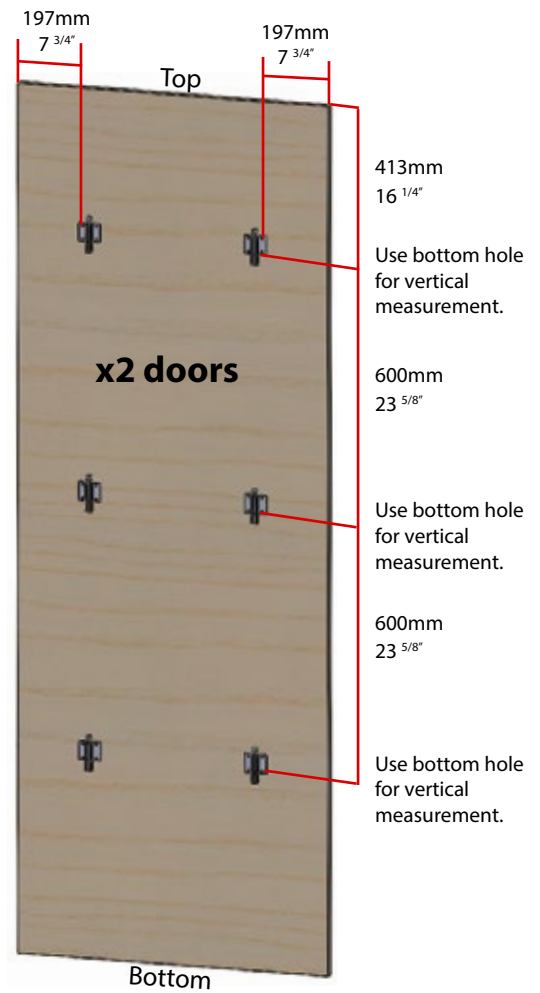 197mm
7 3/4"
197mm
7 3/4"
Top
413mm
16 1/4"
Use bottom hole
for vertical
measurement.
x2 doors
600mm
23 5/8"
Use bottom hole
for vertical
measurement.
600mm
23 5/8"
Use bottom hole
for vertical
measurement.
Bottom